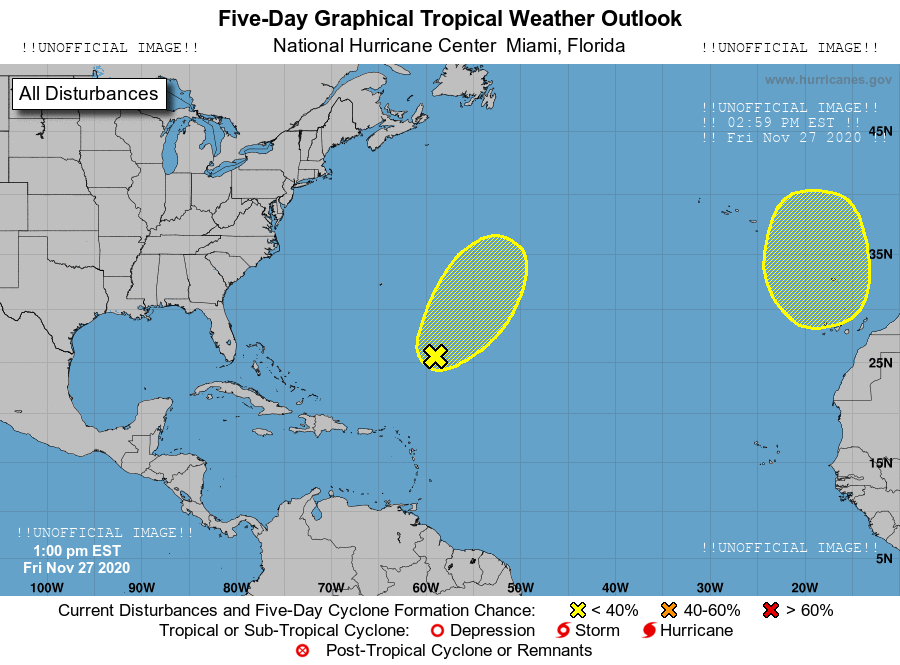 Five-Day Graphical Tropical Weather Outlook
!!UNOFFICIAL IMAGE!! National Hurricane Center Miami, Florida !!UNOFFICIAL IMAGE!!
All Disturbances
www.hurricanes.gov
!!UNOFFICIAL IMAGE!!
!! 02:59 PM EST !!
!! Fri Nov 27 2020 !!
45N
35N
25N
15N
!!UNOFFICIAL IMAGE!!
1:00 pm EST
Fri Nov 27 2020
!!UNOFFICIAL IMAGE!!
5N
100W 90W 80W 70W 60W 50W 40W 30W 20W
Current Disturbances and Five-Day Cyclone Formation Chance: < 40% 40-60% > 60%
Tropical or Sub-Tropical Cyclone: Depression Storm Hurricane
Post-Tropical Cyclone or Remnants